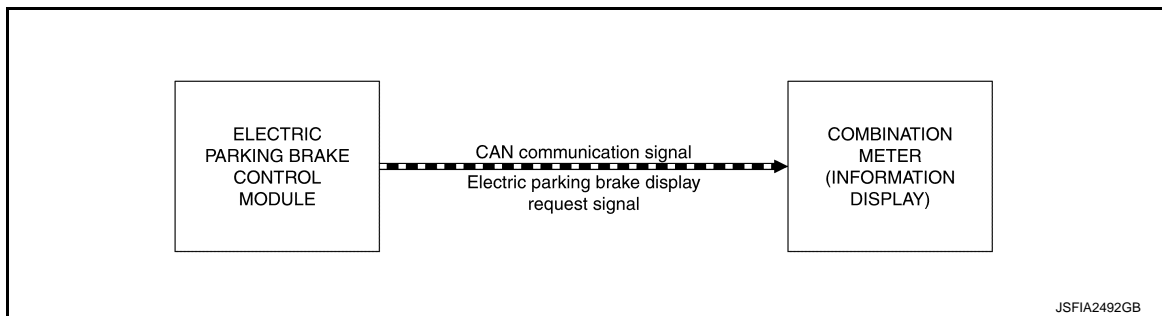 ELECTRIC
PARKING BRAKE
CONTROL
MODULE
CAN communication signal
Electric parking brake display
request signal
COMBINATION
METER
(INFORMATION
DISPLAY)
JSFIA2492GB